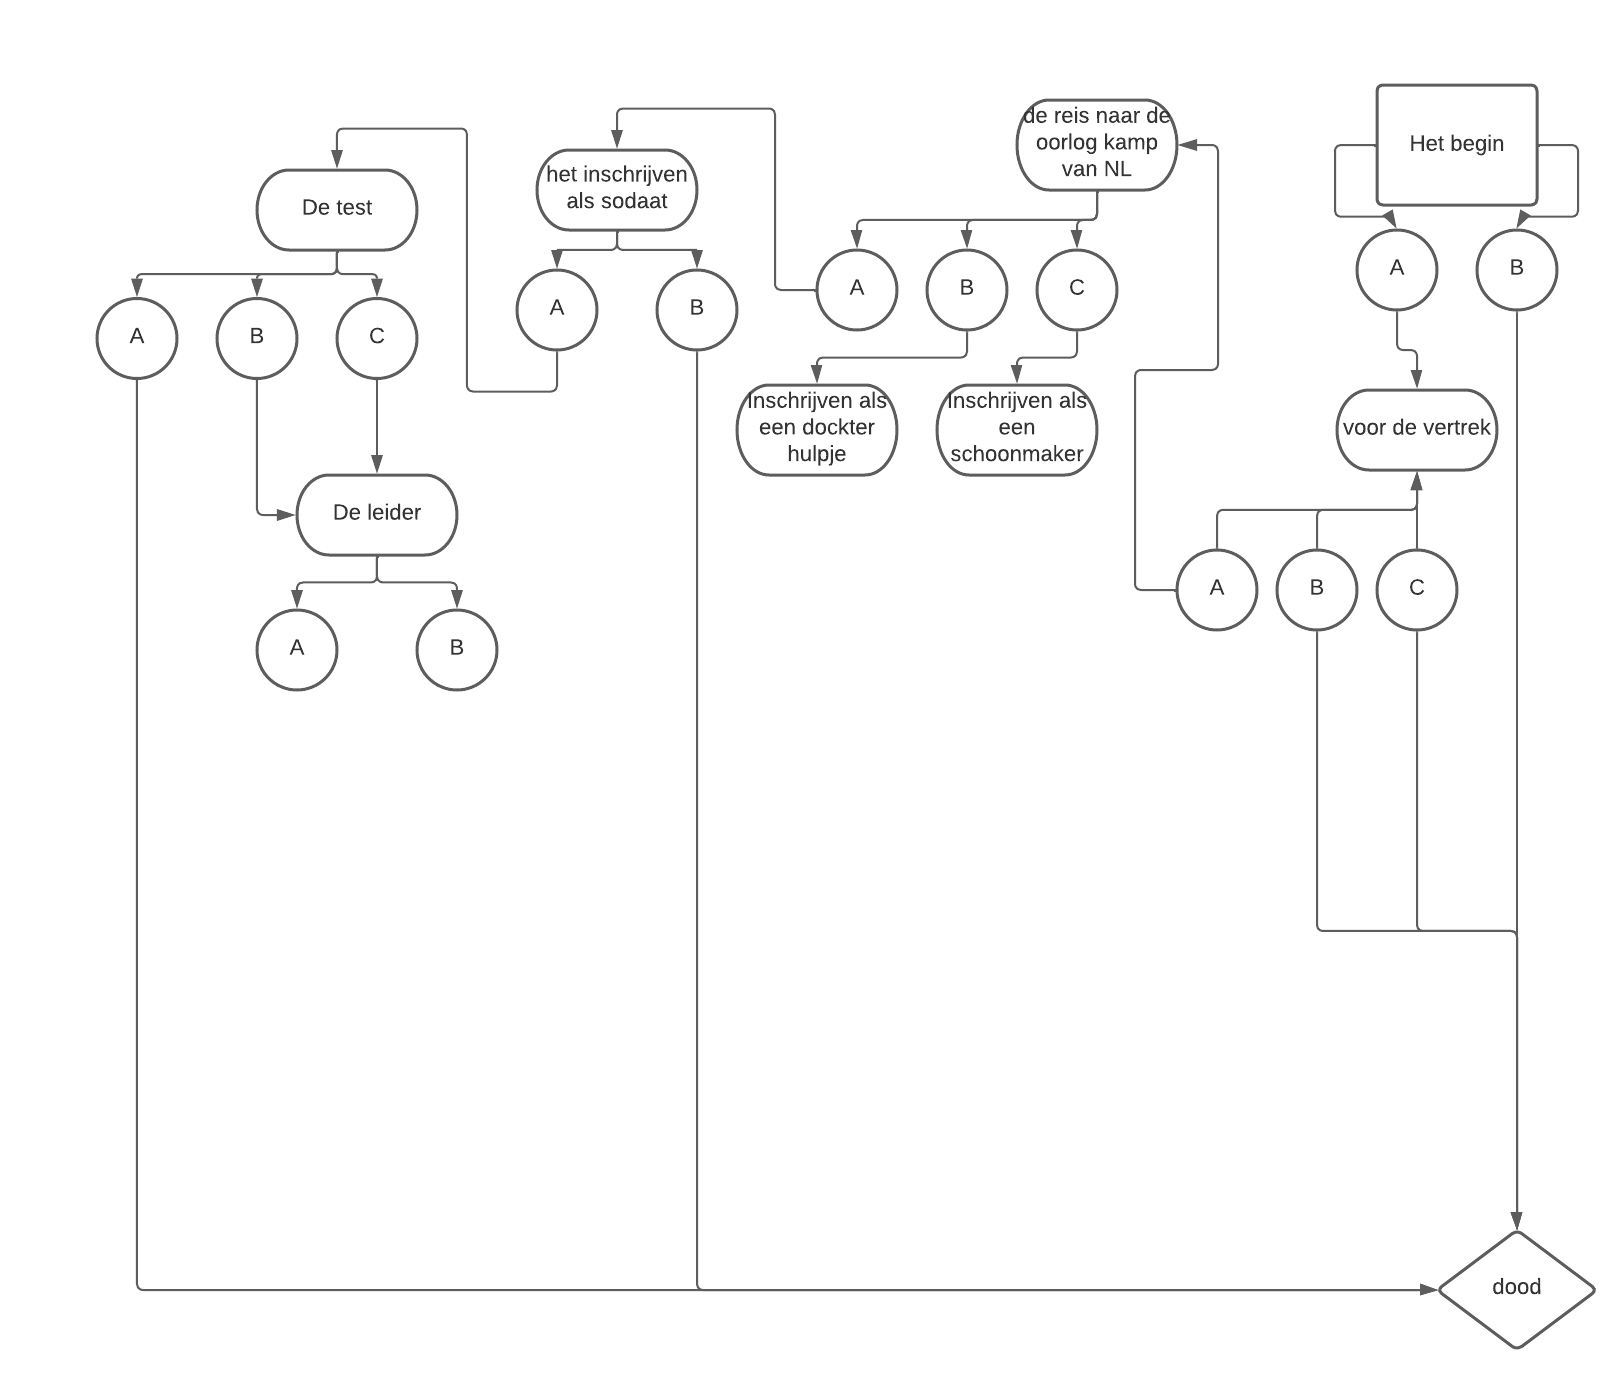 de reis naar de
oorlog kamp
van NL
Het begin
het inschrijven
als sodaat
De test
A
B
A
B
C
A
B
A
B
C
Inschrijven als
een dockter
hulpje
Inschrijven als
een
schoonmaker
voor de vertrek
De leider
A
B
C
A
B
dood